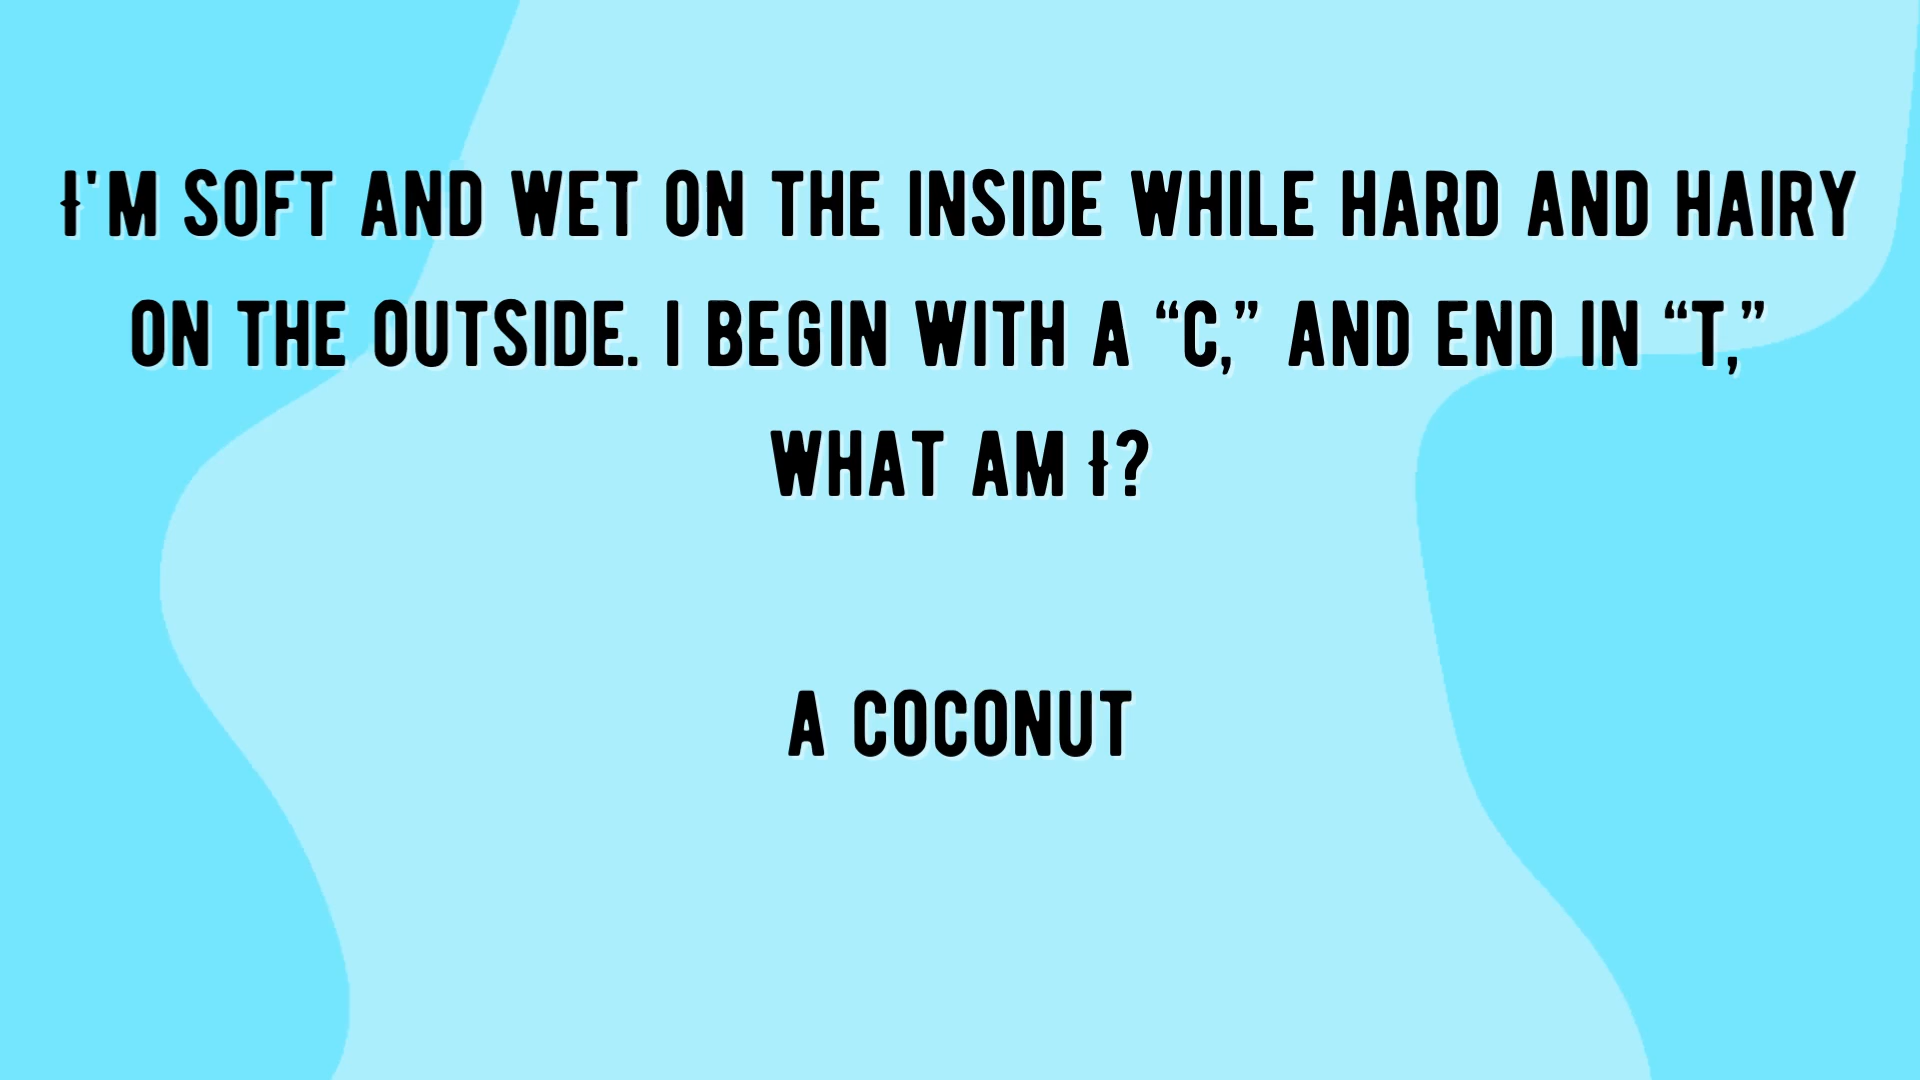 I'M SOFT AND WET ON THE INSIDE WHILE HARD AND HAIRY
ON THE OUTSIDE. I BEGIN WITH A “C,” AND END IN “T,”
WHAT AM I?
A COCONUT